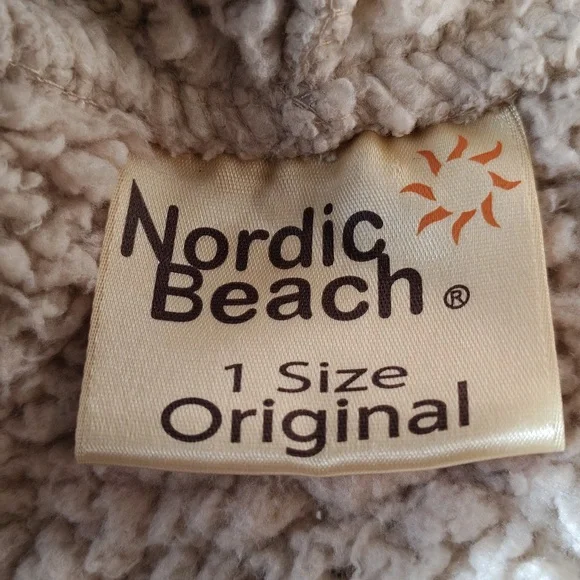 Nordic
Beach ®
1 Size
Original